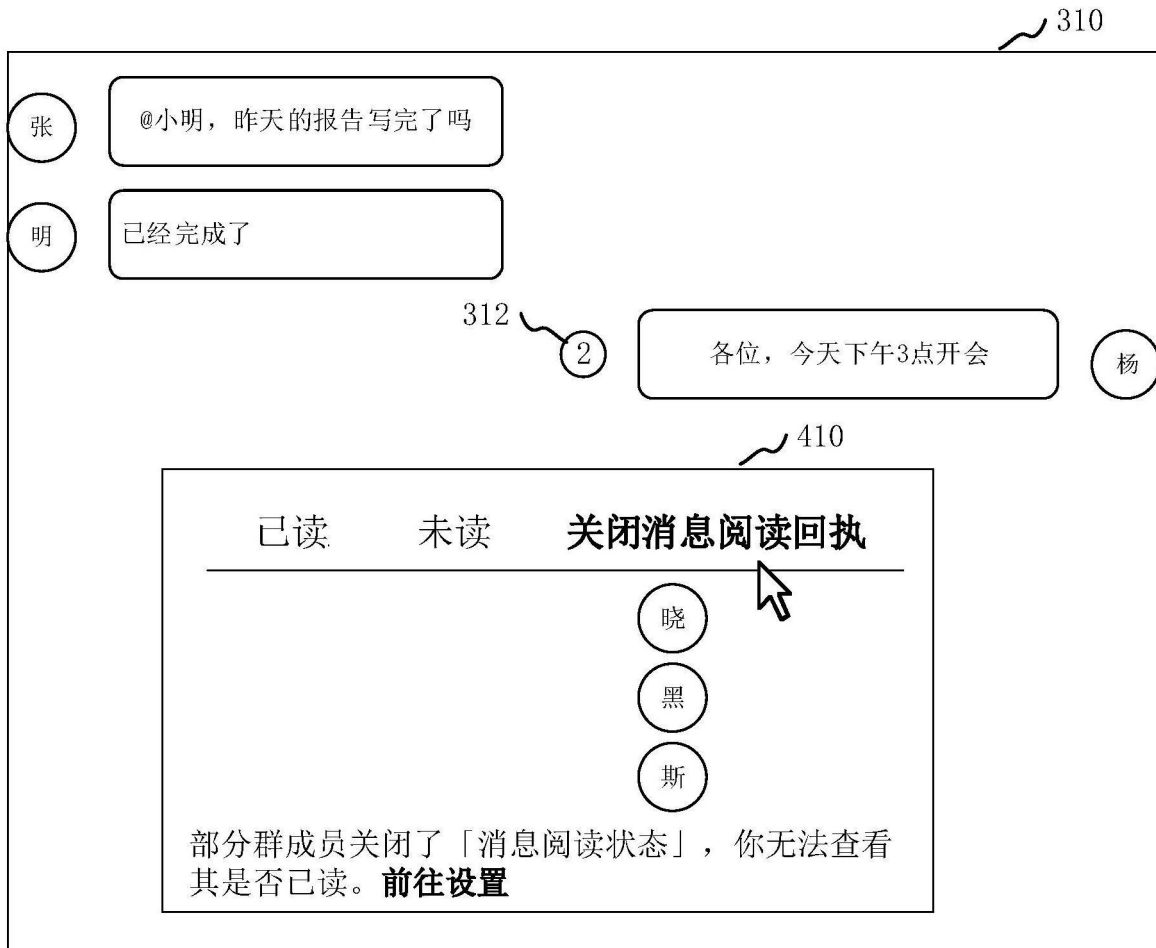 310
张
@小明，昨天的报告写完了吗
明
已经完成了
312
2
各位，今天下午3点开会
杨
410
已读 未读 关闭消息阅读回执
晓
黑
斯
部分群成员关闭了「消息阅读状态」，你无法查看
其是否已读。前往设置